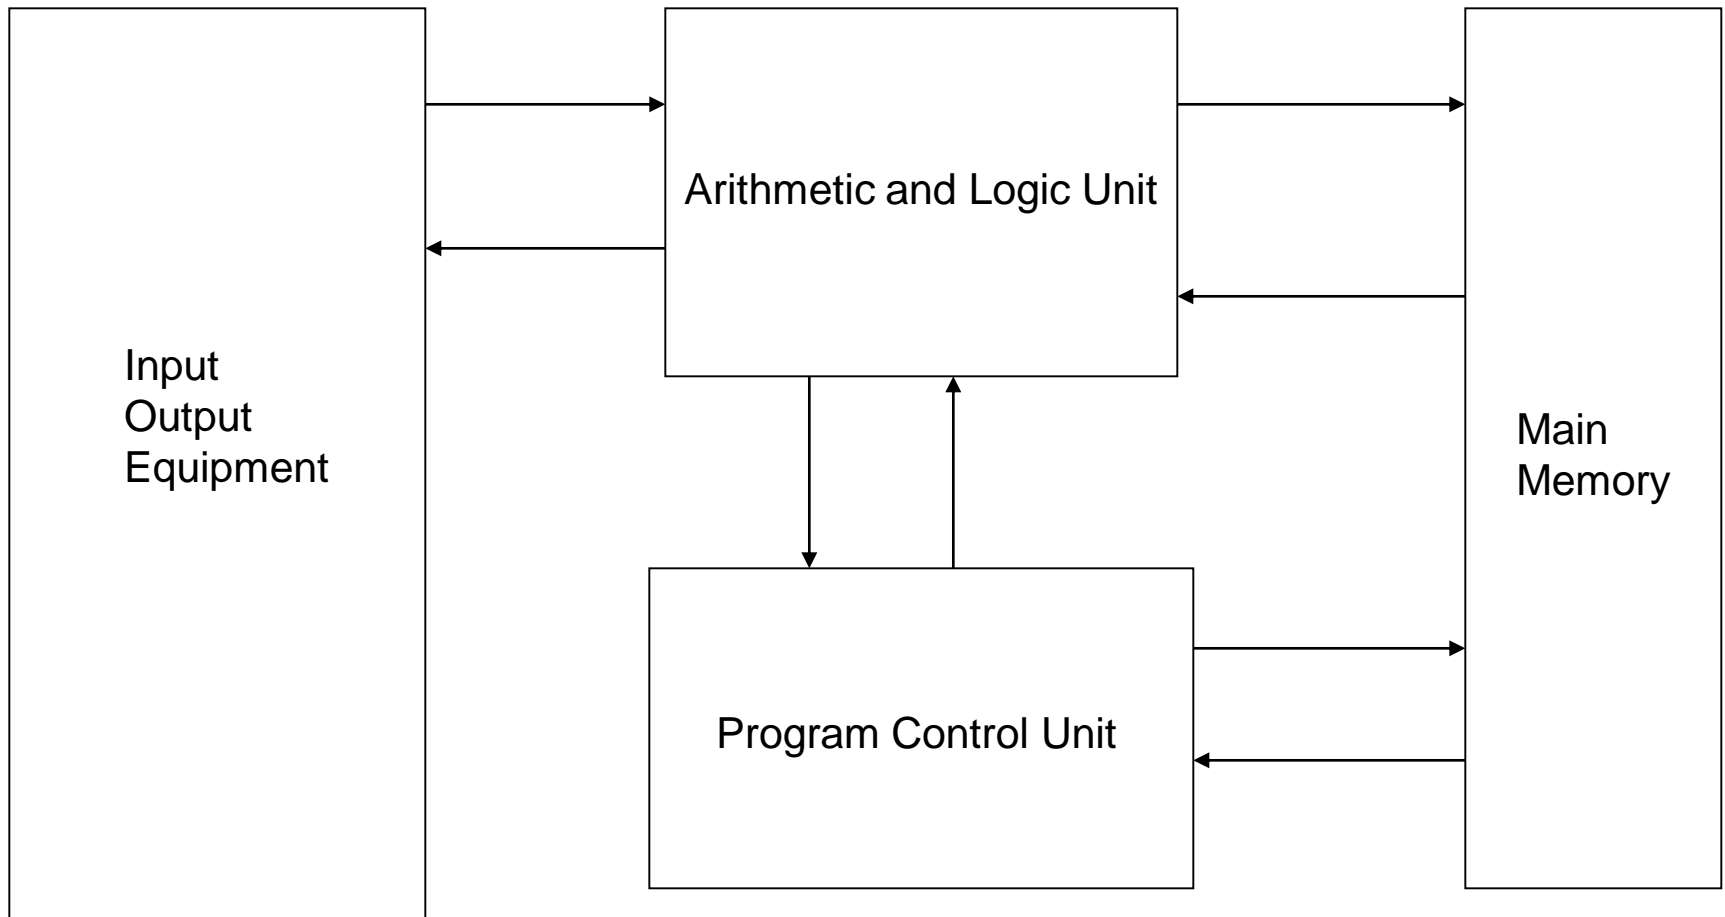 Input
Output
Equipment
Arithmetic and Logic Unit
Program Control Unit
Main
Memory